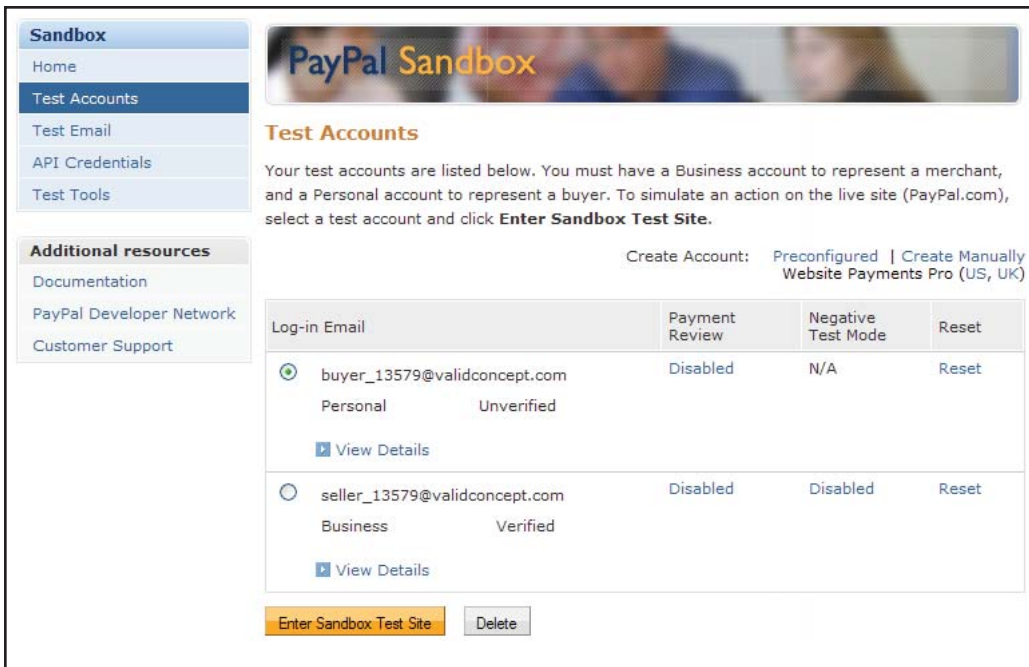 Sandbox
Home
Test Accounts
Test Email
API Credentials
Test Tools
Additional resources
Documentation
PayPal Developer Network
Customer Support
PayPal Sandbox
Test Accounts
Your test accounts are listed below. You must have a Business account to represent a merchant,
and a Personal account to represent a buyer. To simulate an action on the live site (PayPal.com),
select a test account and click Enter Sandbox Test Site.
Create Account: Preconfigured | Create Manually
Website Payments Pro (US, UK)
Log-in Email Payment Review Negative Test Mode Reset
buyer_13579@validconcept.com Disabled N/A Reset
Personal Unverified
View Details
seller_13579@validconcept.com Disabled Disabled Reset
Business Verified
View Details
Enter Sandbox Test Site Delete